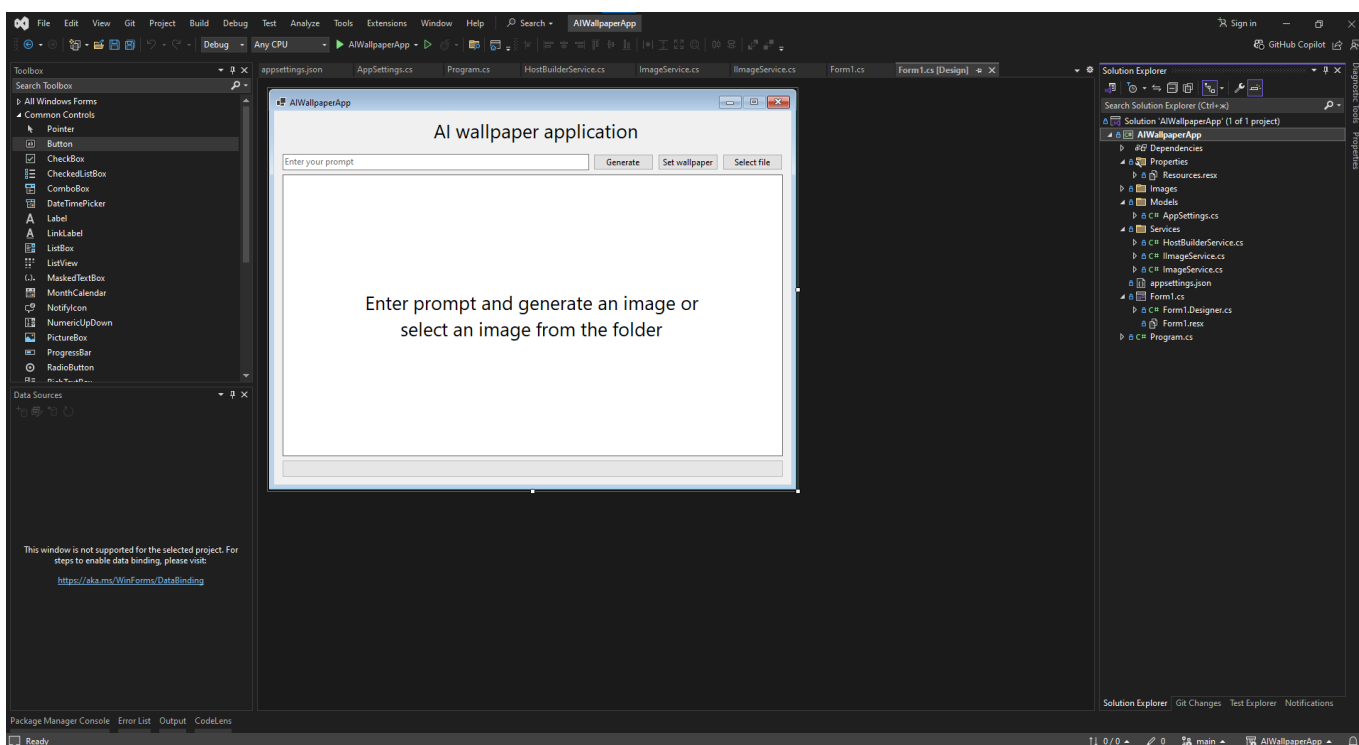 File Edit View Git Project Build Debug Test Analyze Tools Extensions Window Help Search AIWallpaperApp Sign in
Debug Any CPU AIWallpaperApp GitHub Copilot
Toolbox
Search Toolbox
All Windows Forms
Common Controls
Pointer
Button
CheckBox
CheckedListBox
ComboBox
DateTimePicker
Label
LinkLabel
ListBox
ListView
MaskedTextBox
MonthCalendar
NotifyIcon
NumericUpDown
PictureBox
ProgressBar
RadioButton
RichTextBox
Data Sources
This window is not supported for the selected project. For
steps to enable data binding, please visit:
https://aka.ms/WinForms/DataBinding
appsettings.json AppSettings.cs Program.cs HostBuilderService.cs ImageService.cs IImageService.cs Form1.cs Form1.cs [Design]
AIWallpaperApp
AI wallpaper application
Enter your prompt Generate Set wallpaper Select file
Enter prompt and generate an image or
select an image from the folder
Solution Explorer
Search Solution Explorer (Ctrl+ж)
Solution 'AIWallpaperApp' (1 of 1 project)
AIWallpaperApp
Dependencies
Properties
Resources.resx
Images
Models
C# AppSettings.cs
Services
C# HostBuilderService.cs
C# IImageService.cs
C# ImageService.cs
appsettings.json
Form1.cs
C# Form1.Designer.cs
Form1.resx
C# Program.cs
Solution Explorer Git Changes Test Explorer Notifications
Diagnostic Tools
Properties
Package Manager Console Error List Output CodeLens
Ready 0 / 0 0 main AIWallpaperApp